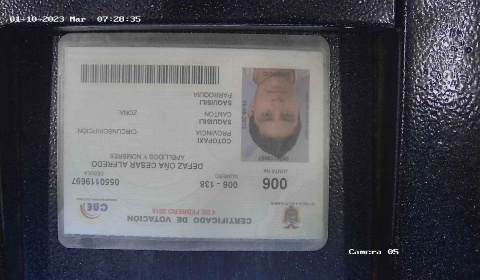 01-10-2023 Mar 07:28:35
CERTIFICADO DE VOTACIÓN
4 DE FEBRERO 2018
CNE
JUNTA No
006
006 - 138
NÚMERO
0550119697
CÉDULA
DEFAZ OÑA CESAR ALFREDO
APELLIDOS Y NOMBRES
COTOPAXI
PROVINCIA
CIRCUNSCRIPCIÓN
SAQUISILI
CANTÓN
ZONA:
SAQUISILI
PARROQUIA
Camera 05